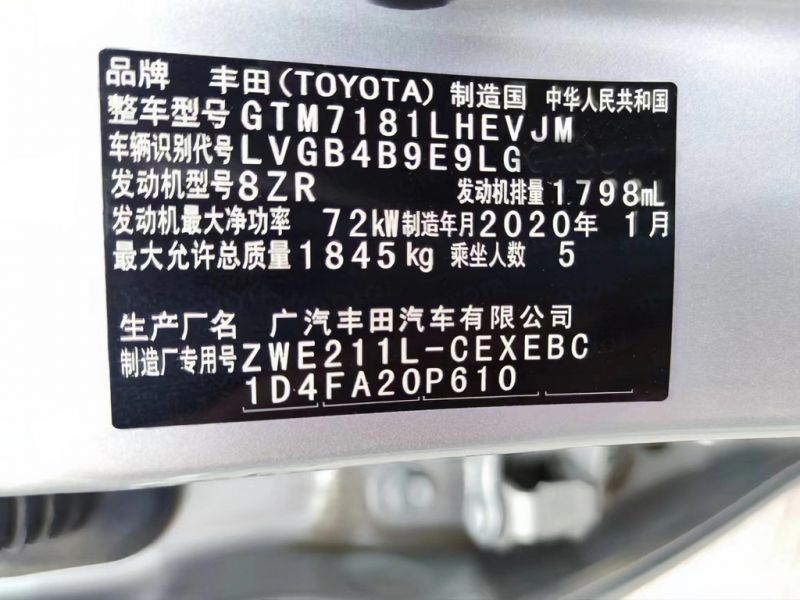 品牌 丰田(TOYOTA) 制造国 中华人民共和国
整车型号 GTM7181LHEVJM
车辆识别代号 LVGB4B9E9LG
发动机型号 8ZR 发动机排量 1798mL
发动机最大净功率 72kW 制造年月 2020年 1月
最大允许总质量 1845kg 乘坐人数 5
生产厂名 广汽丰田汽车有限公司
制造厂专用号 ZWE211L-CEXEBC
1D4FA20P610